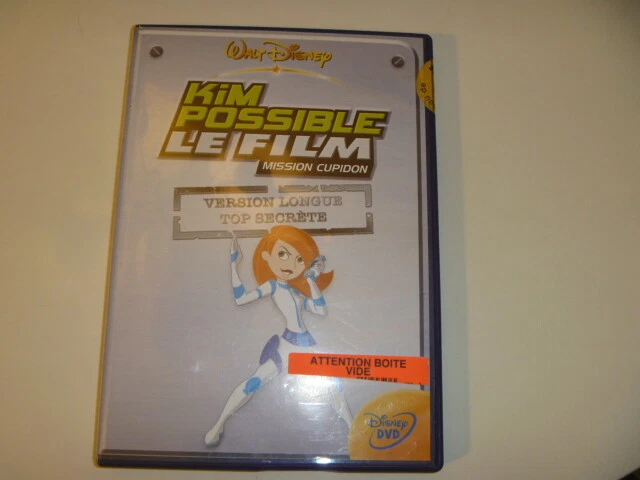 WALT DISNEY
KIM
POSSIBLE
LE FILM
MISSION CUPIDON
VERSION LONGUE
TOP SECRÈTE
ATTENTION BOITE
VIDE
DISNEY
DVD